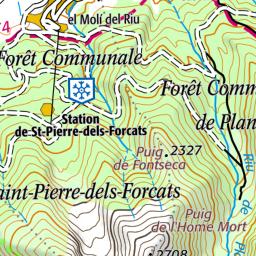 el Molí del Riu
Forêt Communale
Forêt Comm
Station
de St-Pierre-dels-Forcats
de Plan
Puig 2327
de Fontseca
aint-Pierre-dels-Forcats
Puig
de l'Home Mort
2708